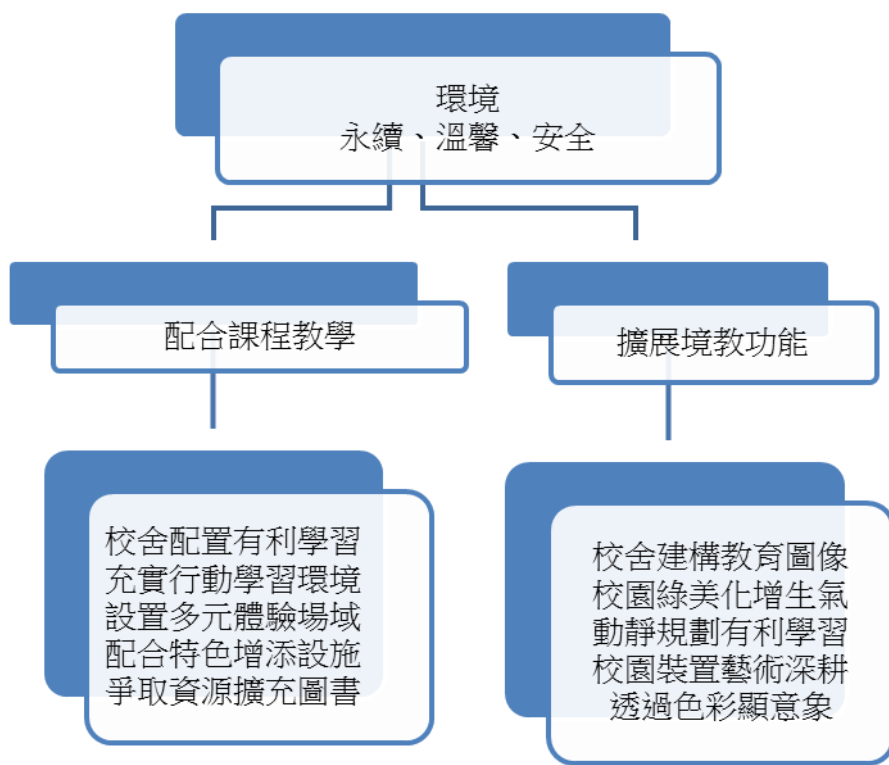 環境
永續、溫馨、安全
配合課程教學
擴展境教功能
校舍配置有利學習
充實行動學習環境
設置多元體驗場域
配合特色增添設施
爭取資源擴充圖書
校舍建構教育圖像
校園綠美化增生氣
動靜規劃有利學習
校園裝置藝術深耕
透過色彩顯意象